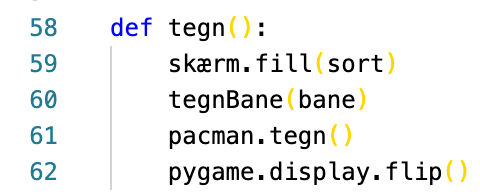 58 def tegn():
59 skærm.fill(sort)
60 tegnBane(bane)
61 pacman.tegn()
62 pygame.display.flip()